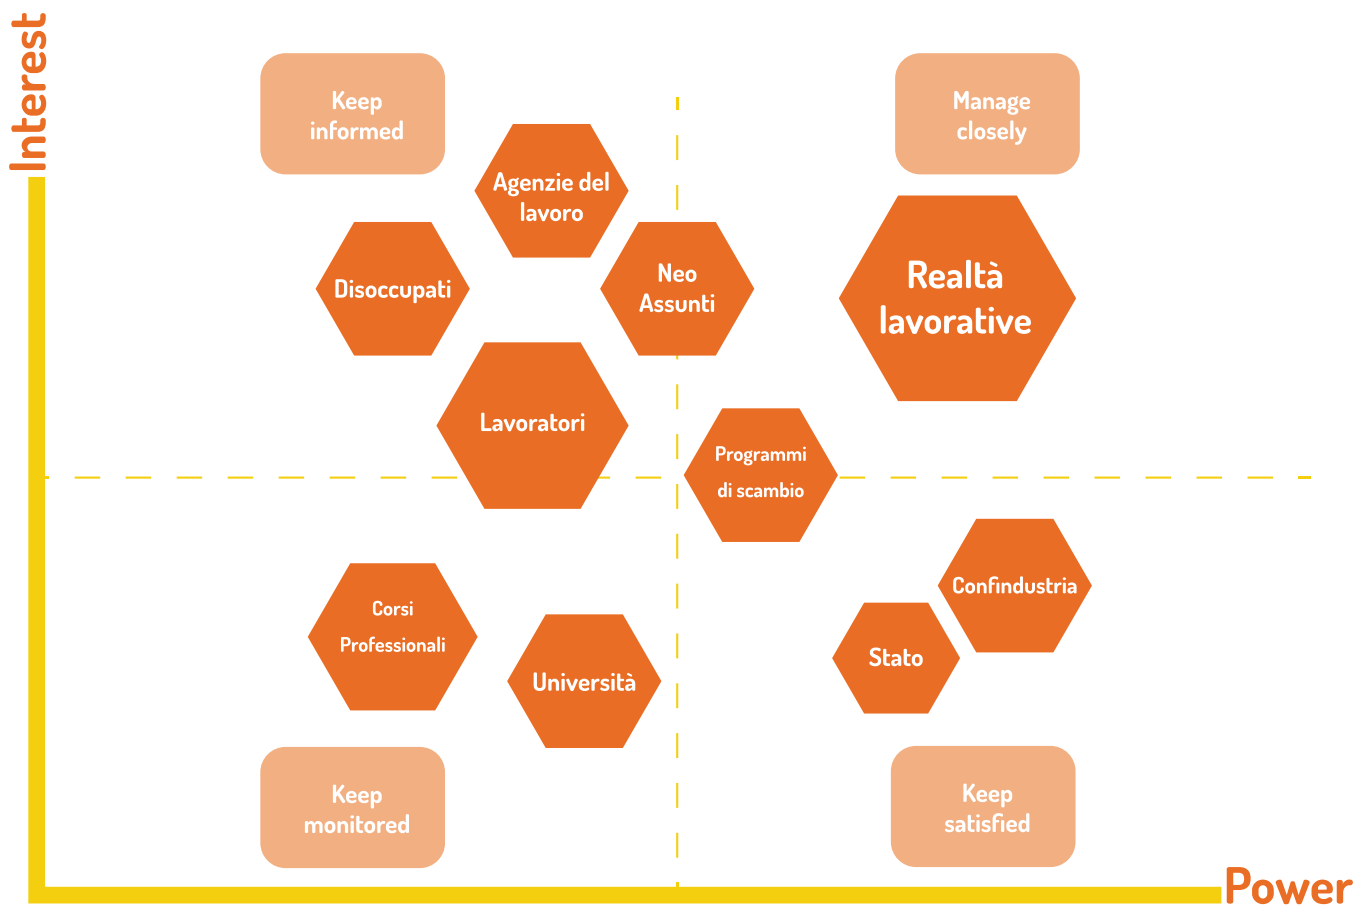 Interest
Keep
informed
Manage
closely
Agenzie del
lavoro
Disoccupati
Neo
Assunti
Realtà
lavorative
Lavoratori
Programmi
di scambio
Confindustria
Corsi
Professionali
Stato
Università
Keep
monitored
Keep
satisfied
Power